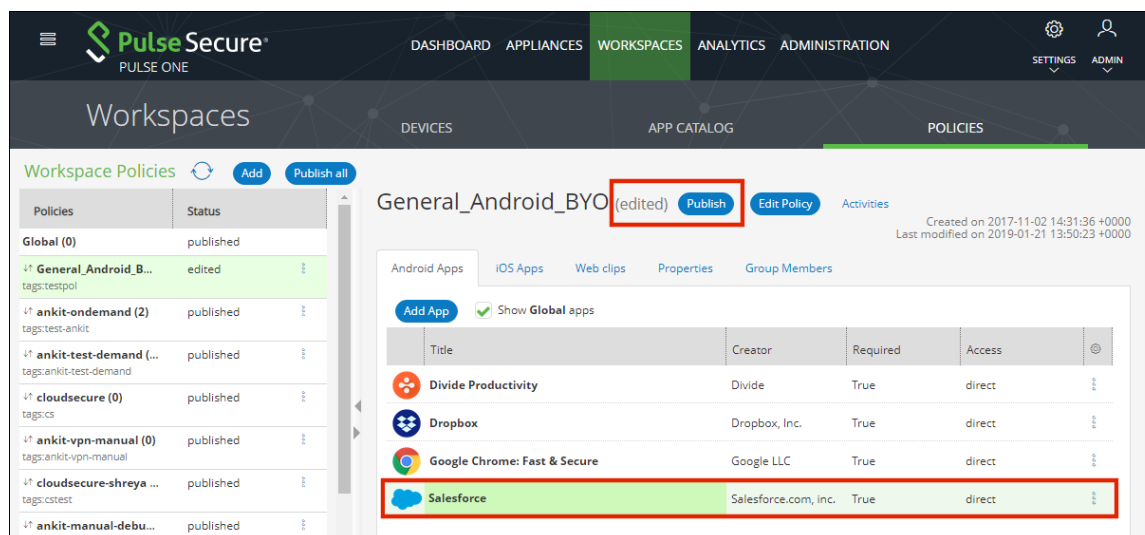 Pulse Secure®
PULSE ONE
DASHBOARD APPLIANCES WORKSPACES ANALYTICS ADMINISTRATION
SETTINGS ADMIN
Workspaces
DEVICES APP CATALOG POLICIES
Workspace Policies Add Publish all
Policies Status
Global (0) published
General_Android_B... edited
tags:testpol
ankit-ondemand (2) published
tags:test-ankit
ankit-test-demand (... published
tags:ankit-test-demand
cloudsecure (0) published
tags:cs
ankit-vpn-manual (0) published
tags:ankit-vpn-manual
cloudsecure-shreya ... published
tags:cstest
ankit-manual-debu... published
General_Android_BYO (edited) Publish Edit Policy Activities
Created on 2017-11-02 14:31:36 +0000
Last modified on 2019-01-21 13:50:23 +0000
Android Apps iOS Apps Web clips Properties Group Members
Add App Show Global apps
Title Creator Required Access
Divide Productivity Divide True direct
Dropbox Dropbox, Inc. True direct
Google Chrome: Fast & Secure Google LLC True direct
Salesforce Salesforce.com, inc. True direct